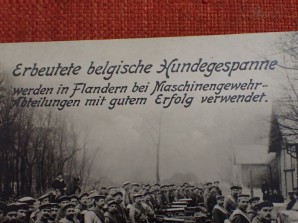 Erbeutete belgische Hundegespanne
werden in Flandern bei Maschinengewehr-
Abteilungen mit gutem Erfolg verwendet.